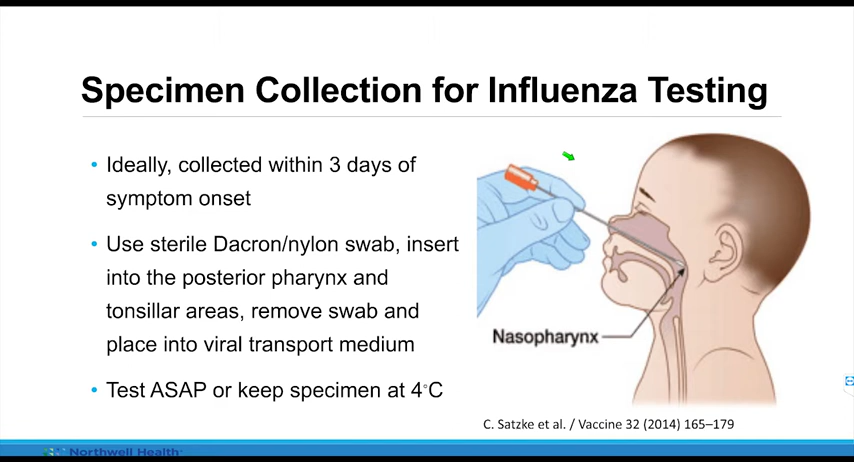 Specimen Collection for Influenza Testing
• Ideally, collected within 3 days of
symptom onset
• Use sterile Dacron/nylon swab, insert
into the posterior pharynx and
tonsillar areas, remove swab and
place into viral transport medium
• Test ASAP or keep specimen at 4°C
Nasopharynx
C. Satzke et al. / Vaccine 32 (2014) 165–179
Northwell Health